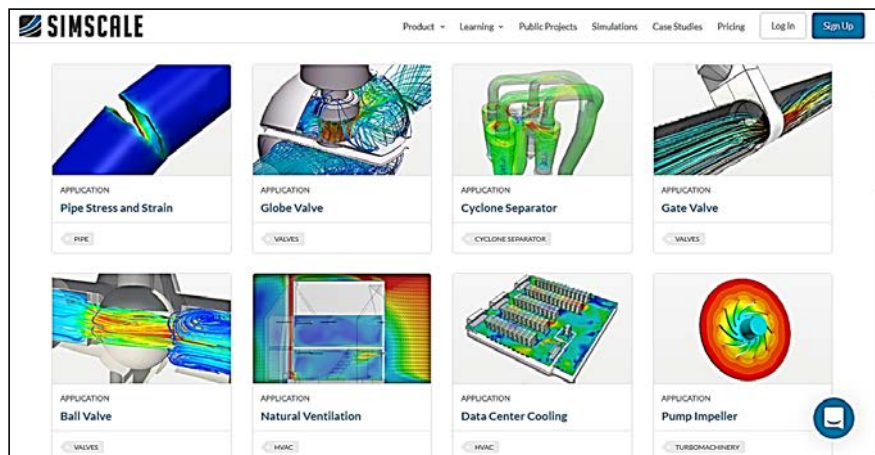 SIMSCALE Product Learning Public Projects Simulations Case Studies Pricing Log In Sign Up
APPLICATION APPLICATION APPLICATION APPLICATION
Pipe Stress and Strain Globe Valve Cyclone Separator Gate Valve
PIPE VALVES CYCLONE SEPARATOR VALVES
APPLICATION APPLICATION APPLICATION APPLICATION
Ball Valve Natural Ventilation Data Center Cooling Pump Impeller
VALVES HVAC HVAC TURBOMACHINERY